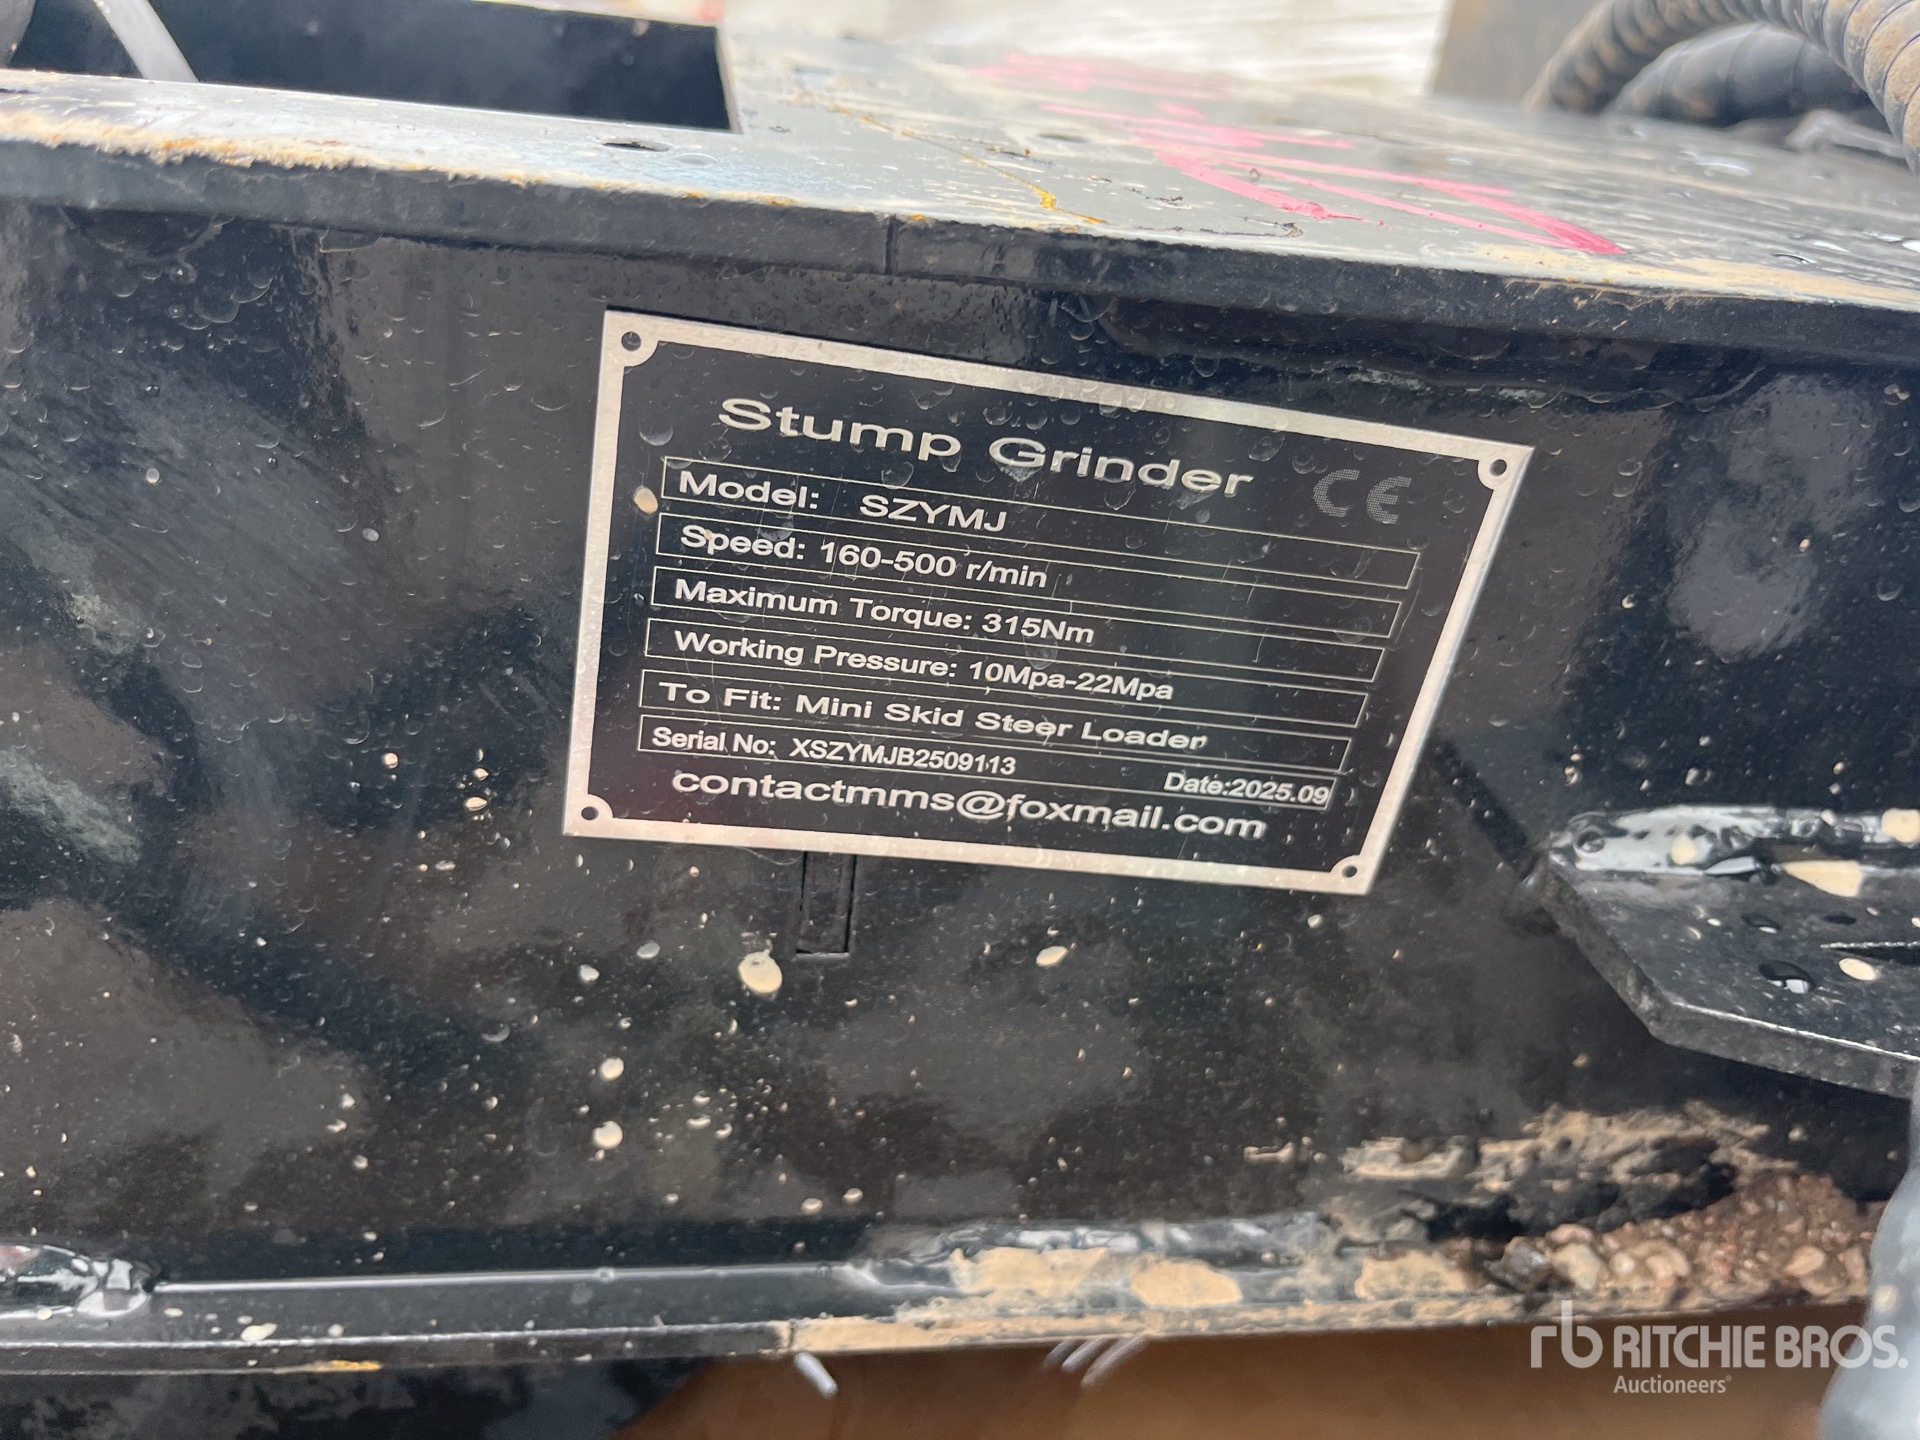 Stump Grinder CE
Model: SZYMJ
Speed: 160-500 r/min
Maximum Torque: 315Nm
Working Pressure: 10Mpa-22Mpa
To Fit: Mini Skid Steer Loader
Serial No: XSZYMJB2509113 Date:2025.09
contactmms@foxmail.com
rb RITCHIE BROS.
Auctioneers